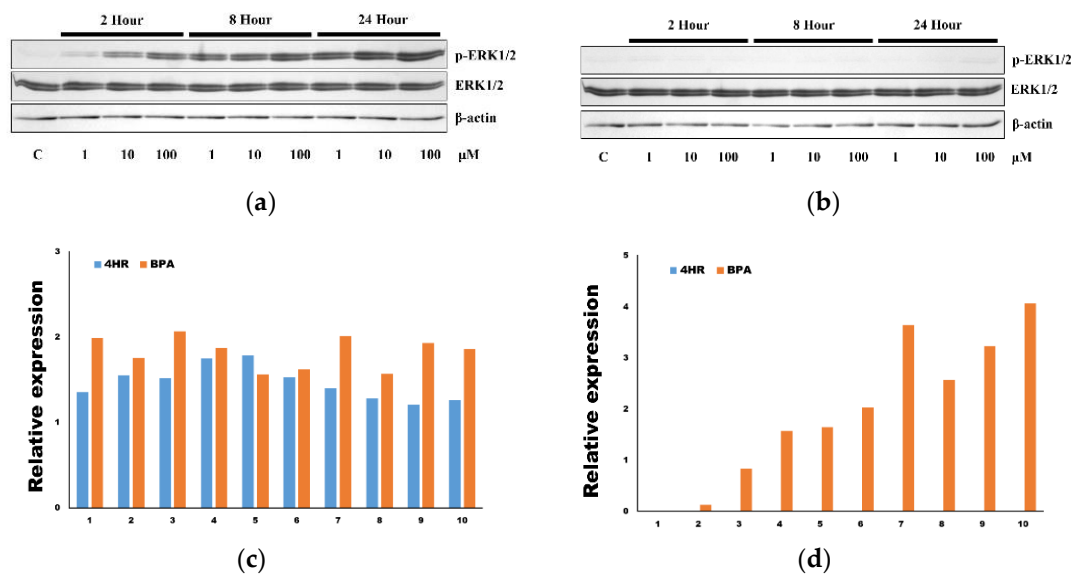 2 Hour 8 Hour 24 Hour
p-ERK1/2
ERK1/2
β-actin
C 1 10 100 1 10 100 1 10 100 μM
(a)
2 Hour 8 Hour 24 Hour
p-ERK1/2
ERK1/2
β-actin
C 1 10 100 1 10 100 1 10 100 μM
(b)
Relative expression
4HR BPA
3
2
1
0
1 2 3 4 5 6 7 8 9 10
(c)
Relative expression
4HR BPA
5
4
3
2
1
0
1 2 3 4 5 6 7 8 9 10
(d)